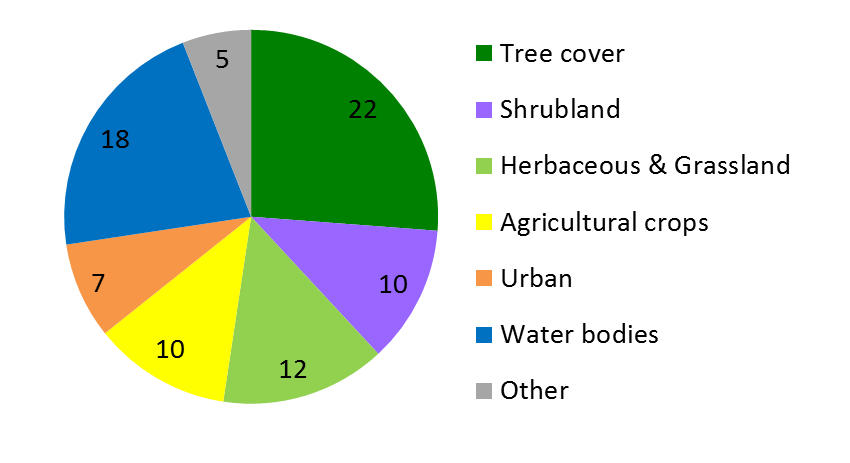 5
22
18
10
7
10
12
Tree cover
Shrubland
Herbaceous & Grassland
Agricultural crops
Urban
Water bodies
Other